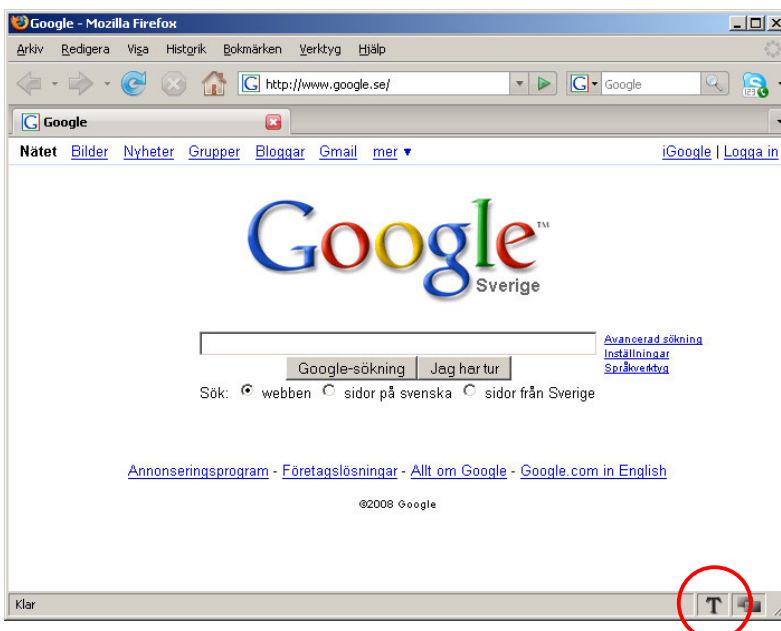 Google - Mozilla Firefox
Arkiv Redigera Visa Historik Bokmärken Verktyg Hjälp
G http://www.google.se/ G Google 123
G Google
Nätet Bilder Nyheter Grupper Bloggar Gmail mer ▼ iGoogle | Logga in
Google™
Sverige
Avancerad sökning
Inställningar
Språkverktyg
Google-sökning Jag har tur
Sök: webben sidor på svenska sidor från Sverige
Annonseringsprogram - Företagslösningar - Allt om Google - Google.com in English
©2008 Google
Klar T